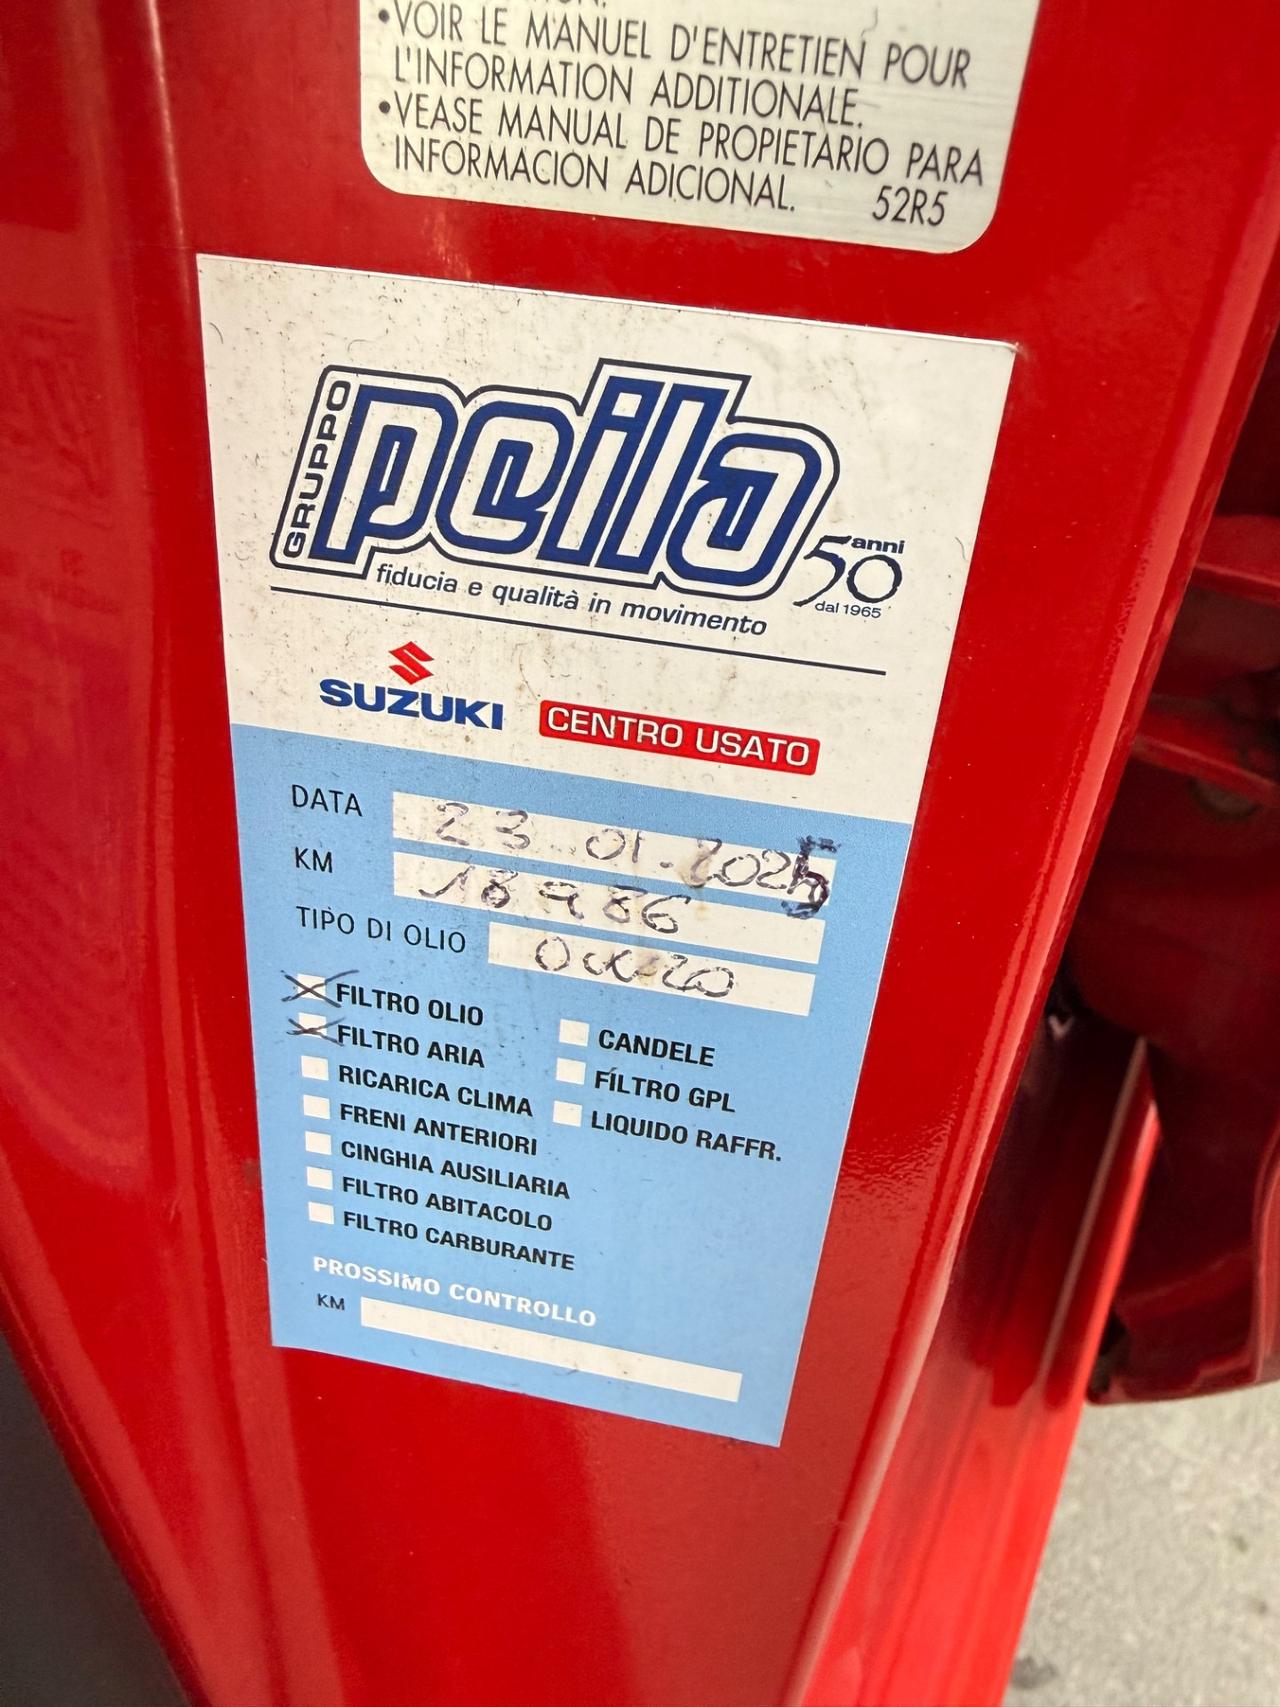 •VOIR LE MANUEL D'ENTRETIEN POUR
L'INFORMATION ADDITIONALE.
•VEASE MANUAL DE PROPIETARIO PARA
INFORMACION ADICIONAL. 52R5
GRUPPO
peila
50 anni
dal 1965
fiducia e qualità in movimento
SUZUKI CENTRO USATO
DATA 23.01.2025
KM 18986
TIPO DI OLIO 0W20
FILTRO OLIO
FILTRO ARIA
RICARICA CLIMA
FRENI ANTERIORI
CINGHIA AUSILIARIA
FILTRO ABITACOLO
FILTRO CARBURANTE
CANDELE
FILTRO GPL
LIQUIDO RAFFR.
PROSSIMO CONTROLLO
KM